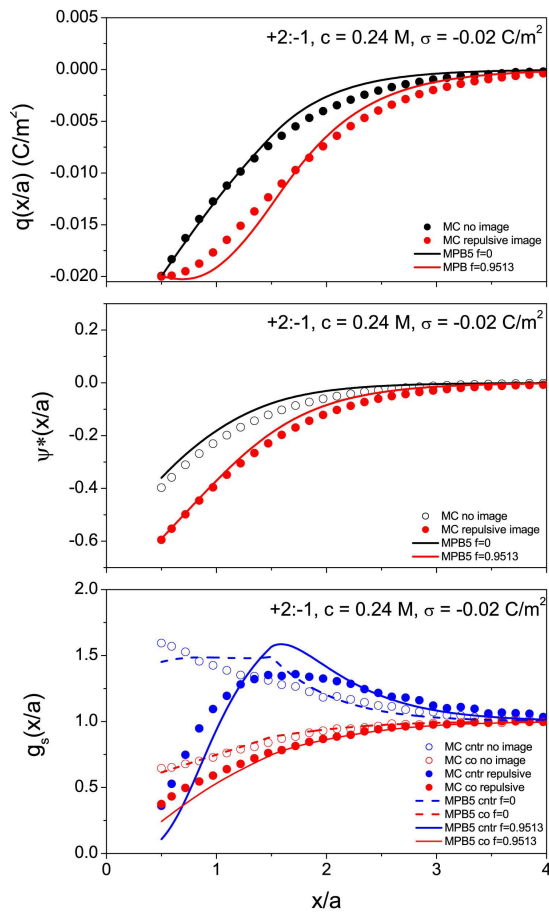 +2:-1, c = 0.24 M, σ = -0.02 C/m²
0.000
-0.005
-0.010
-0.015
-0.020
q(x/a) (C/m²)
MC no image
MC repulsive image
MPB5 f=0
MPB f=0.9513
+2:-1, c = 0.24 M, σ = -0.02 C/m²
0.2
0.0
-0.2
-0.4
-0.6
ψ*(x/a)
MC no image
MC repulsive image
MPB5 f=0
MPB5 f=0.9513
+2:-1, c = 0.24 M, σ = -0.02 C/m²
2.0
1.5
1.0
0.5
0.0
gₛ(x/a)
MC cntr no image
MC co no image
MC cntr repulsive
MC co repulsive
MPB5 cntr f=0
MPB5 co f=0
MPB5 cntr f=0.9513
MPB5 co f=0.9513
0 1 2 3 4
x/a